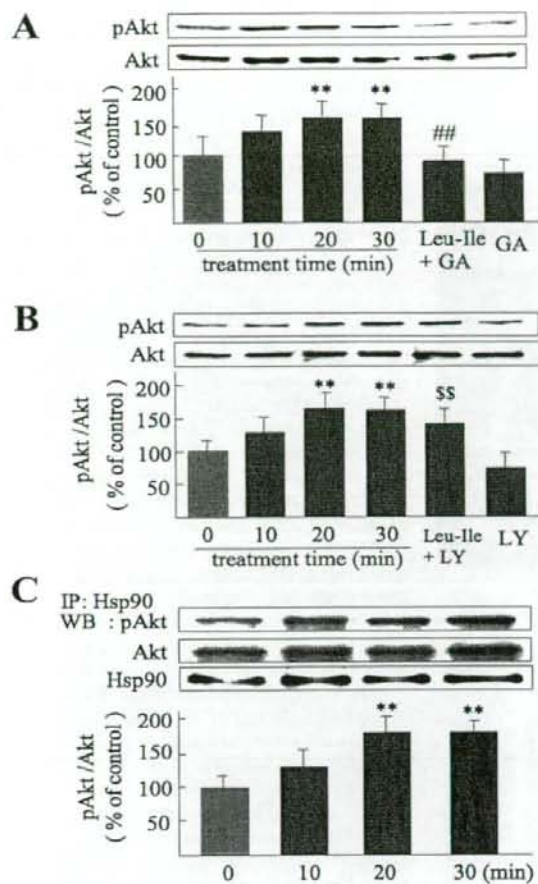 A
pAkt
Akt
pAkt /Akt
( % of control )
200
150
100
50
** **
##
0 10 20 30 Leu-Ile + GA GA
treatment time (min)
B
pAkt
Akt
pAkt /Akt
( % of control )
200
150
100
50
** **
$$
0 10 20 30 Leu-Ile + LY LY
treatment time (min)
C
IP: Hsp90
WB : pAkt
Akt
Hsp90
pAkt /Akt
( % of control )
200
150
100
50
** **
0 10 20 30 (min)